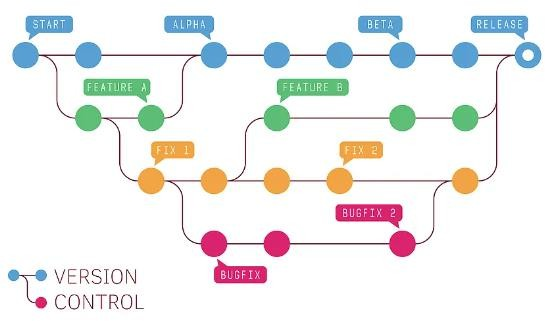 START
ALPHA
BETA
RELEASE
FEATURE A
FEATURE B
FIX 1
FIX 2
BUGFIX 2
BUGFIX
VERSION
CONTROL